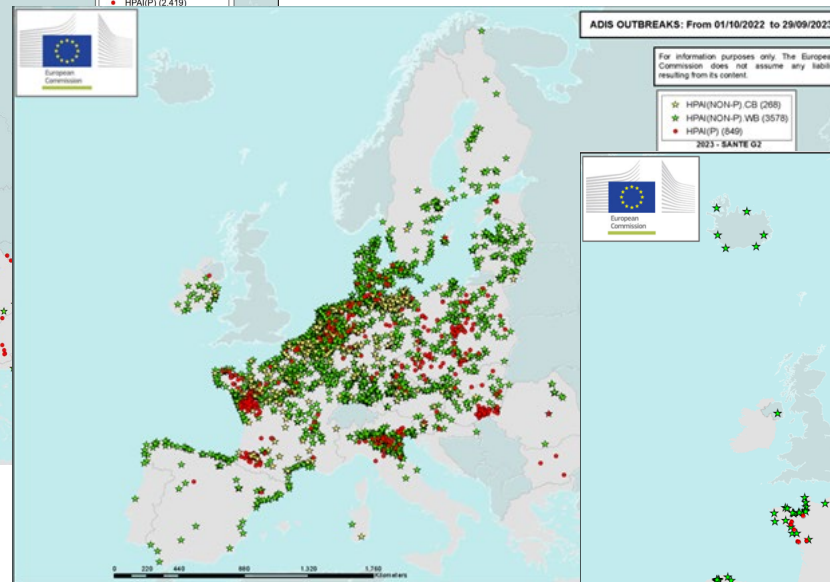 HPAI(P) (2.419)
European
Commission
ADIS OUTBREAKS: From 01/10/2022 to 29/09/2023
For information purposes only. The European
Commission does not assume any liabili
resulting from its content.
HPAI(NON-P).CB (268)
HPAI(NON-P).WB (3578)
HPAI(P) (849)
2023 - SANTE G2
European
Commission
0 220 440 880 1.320 1.760
Kilometers